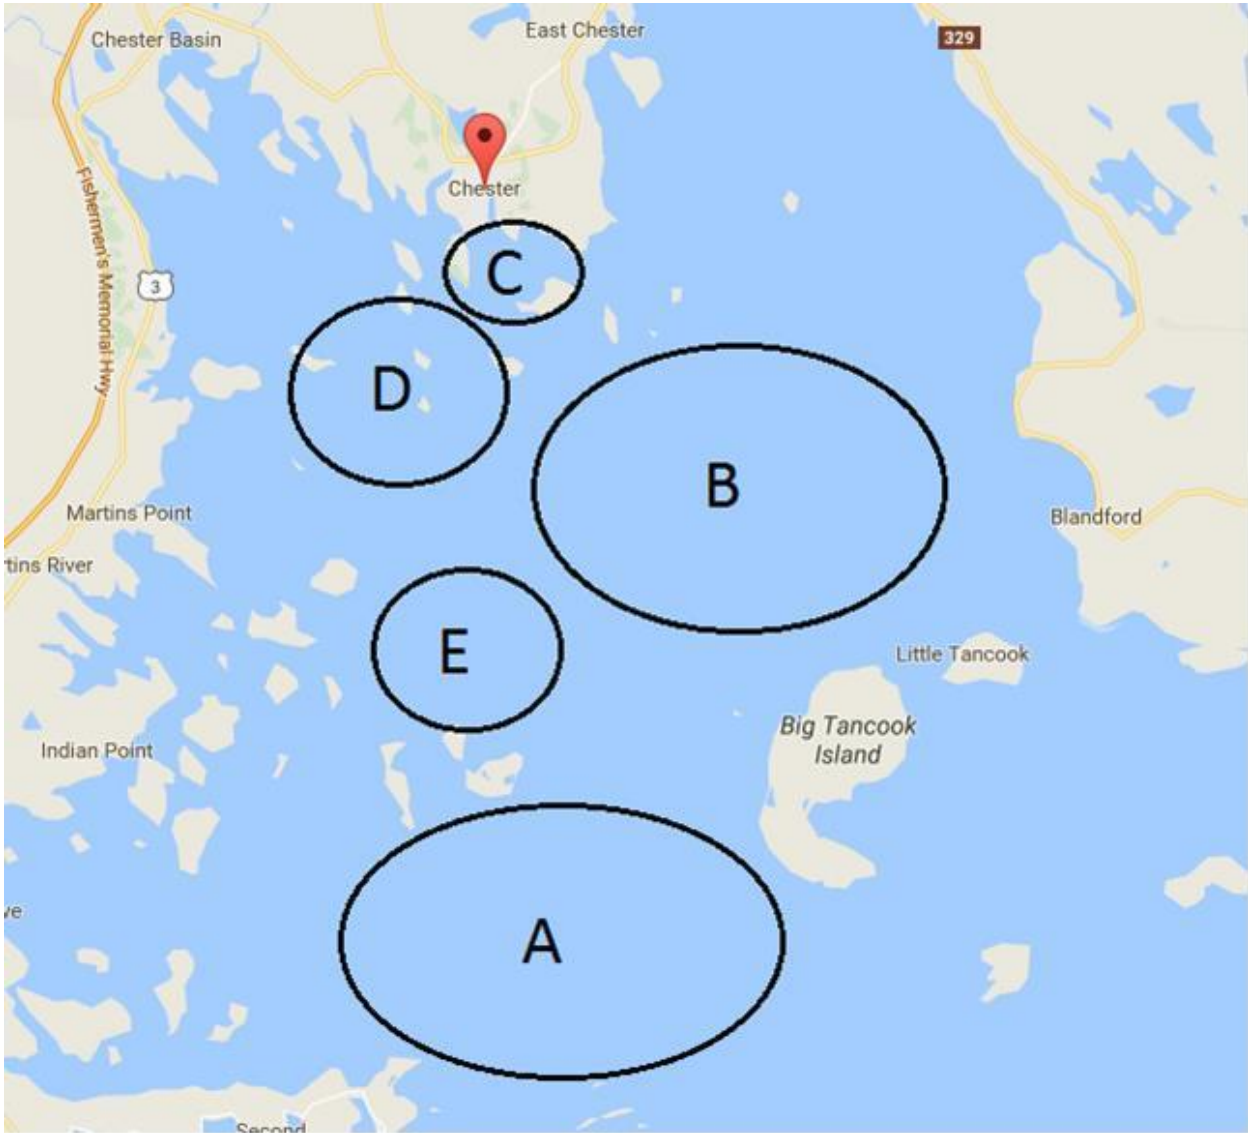 East Chester
Chester Basin
329
Chester
Fishermen's Memorial Hwy
C
3
D
B
Martins Point
Blandford
tins River
E
Little Tancook
Big Tancook
Island
Indian Point
ve
A
Second